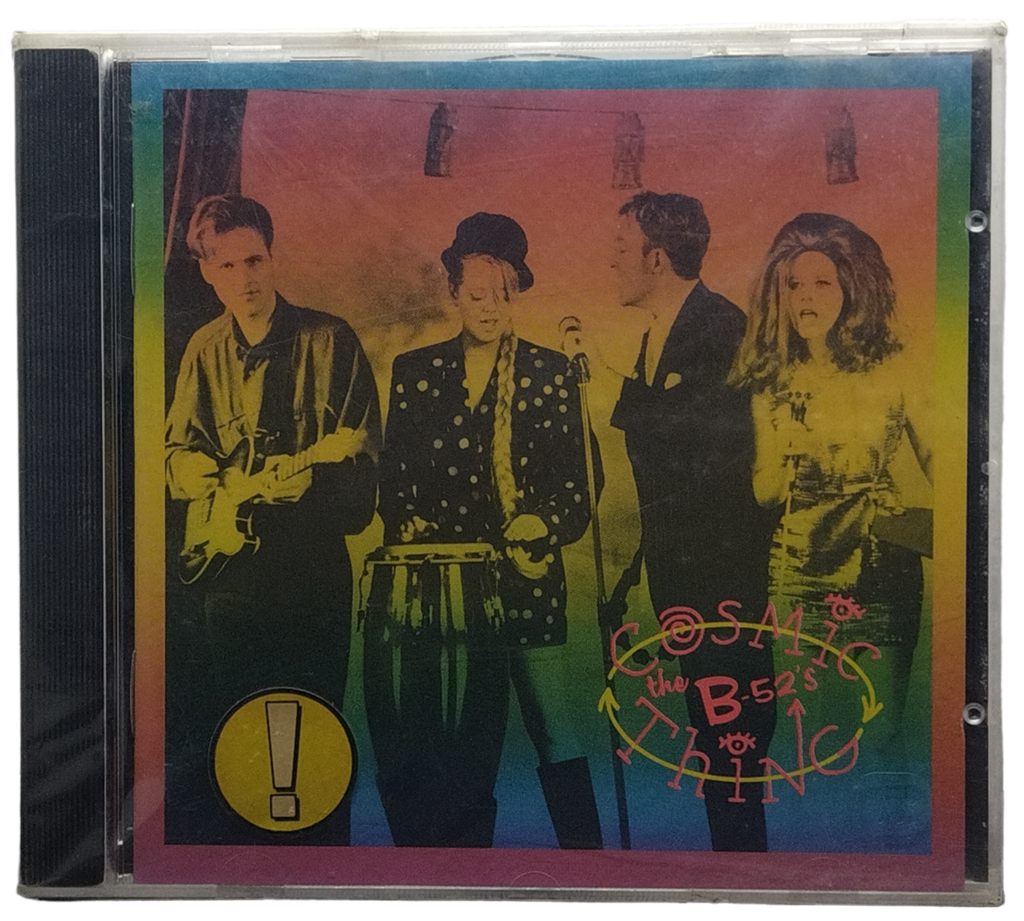 COSMiC
the B-52's
ThiNG
!